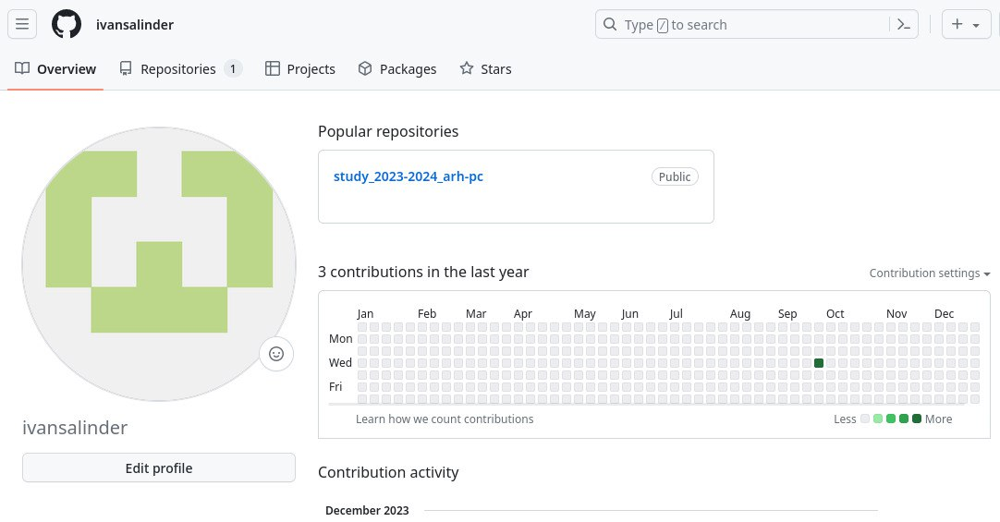 ivansalinder
Type / to search
Overview
Repositories 1
Projects
Packages
Stars
Popular repositories
study_2023-2024_arh-pc
Public
3 contributions in the last year
Contribution settings
Jan Feb Mar Apr May Jun Jul Aug Sep Oct Nov Dec
Mon
Wed
Fri
Learn how we count contributions
Less More
ivansalinder
Edit profile
Contribution activity
December 2023